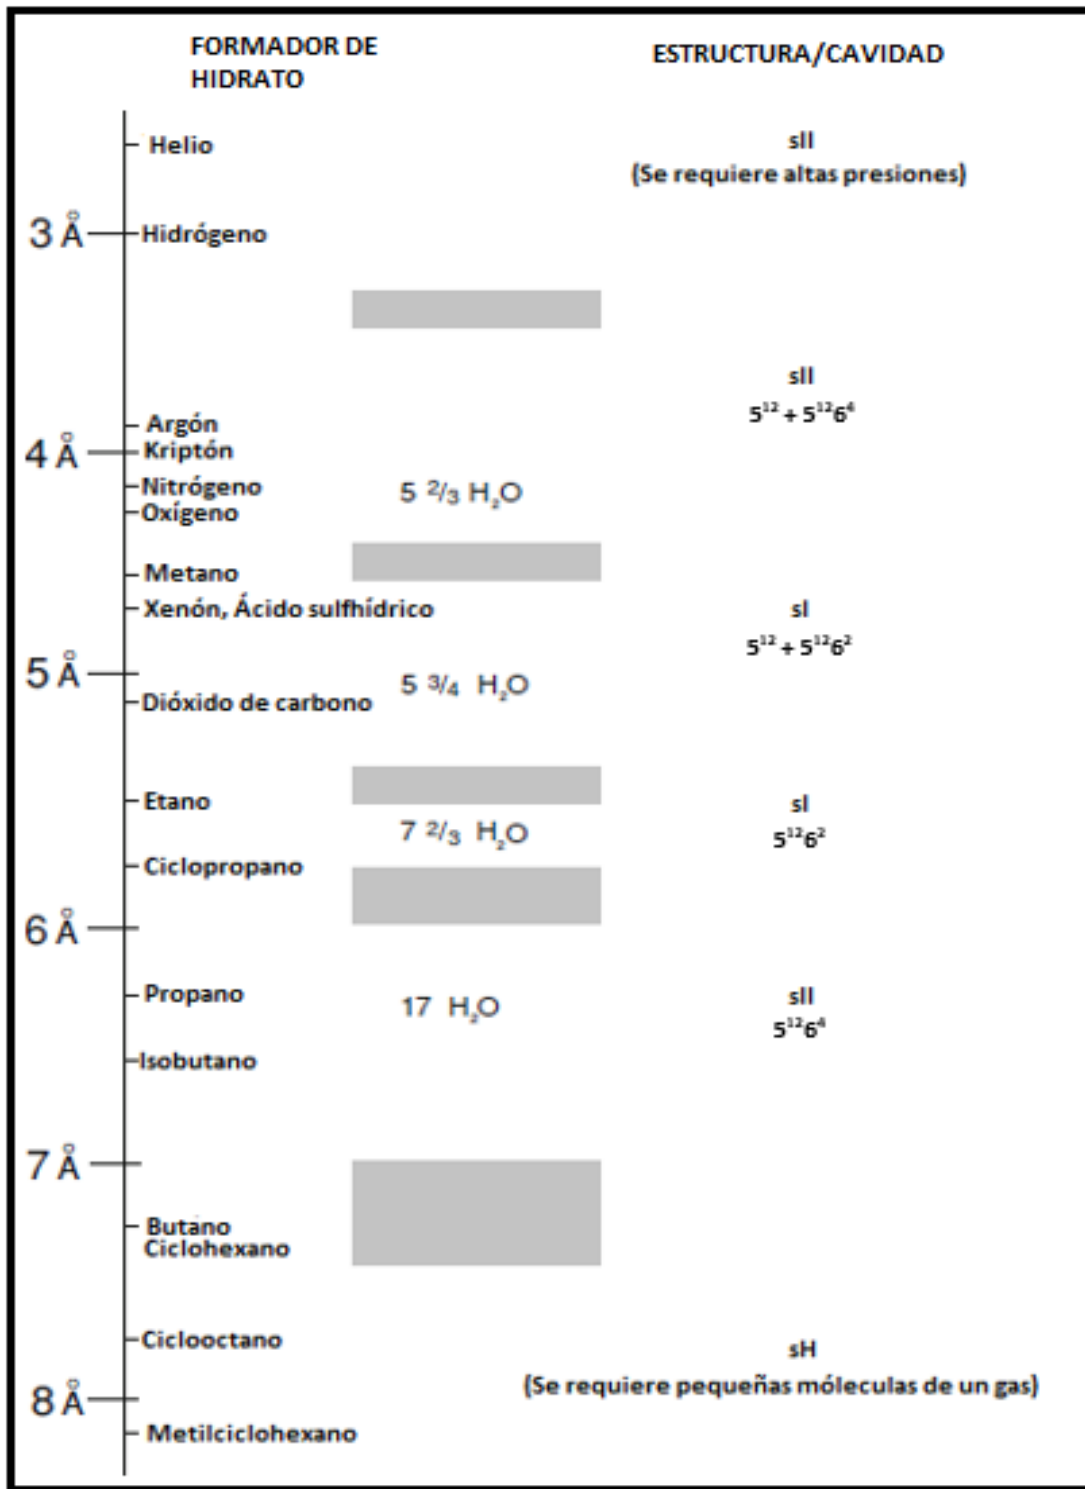 FORMADOR DE
HIDRATO
ESTRUCTURA/CAVIDAD
Helio
sII
(Se requiere altas presiones)
3 Å
Hidrógeno
sII
5¹² + 5¹²6⁴
Argón
4 Å
Kriptón
Nitrógeno
5 2/3 H₂O
Oxígeno
Metano
Xenón, Ácido sulfhídrico
sI
5¹² + 5¹²6²
5 Å
5 3/4 H₂O
Dióxido de carbono
Etano
sI
7 2/3 H₂O
5¹²6²
Ciclopropano
6 Å
Propano
17 H₂O
sII
5¹²6⁴
Isobutano
7 Å
Butano
Ciclohexano
Ciclooctano
sH
(Se requiere pequeñas móleculas de un gas)
8 Å
Metilciclohexano